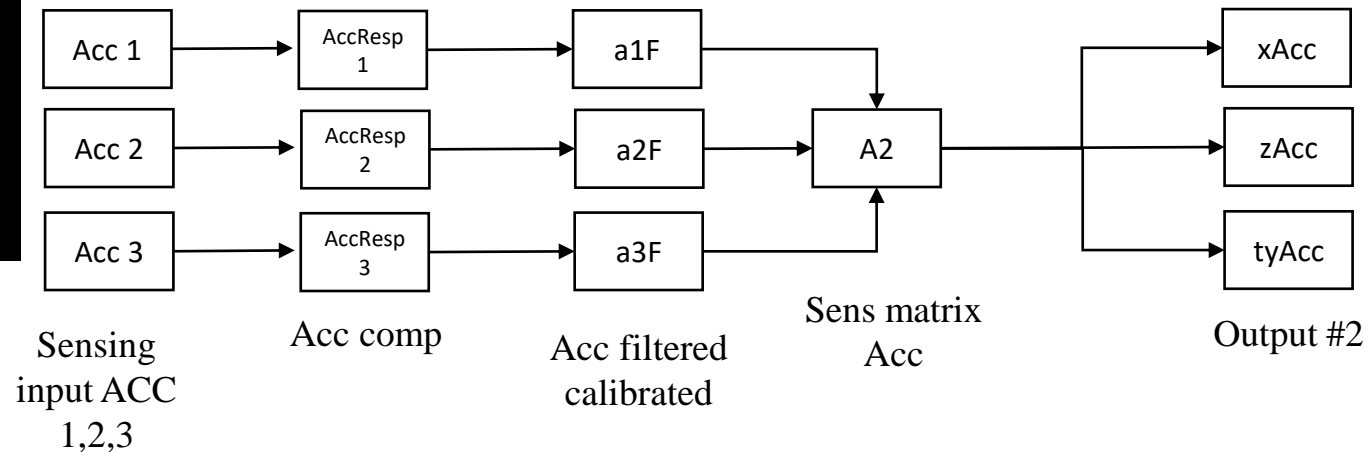 Acc 1
AccResp
1
a1F
xAcc
Acc 2
AccResp
2
a2F
A2
zAcc
Acc 3
AccResp
3
a3F
tyAcc
Sensing
input ACC
1,2,3
Acc comp
Acc filtered
calibrated
Sens matrix
Acc
Output #2